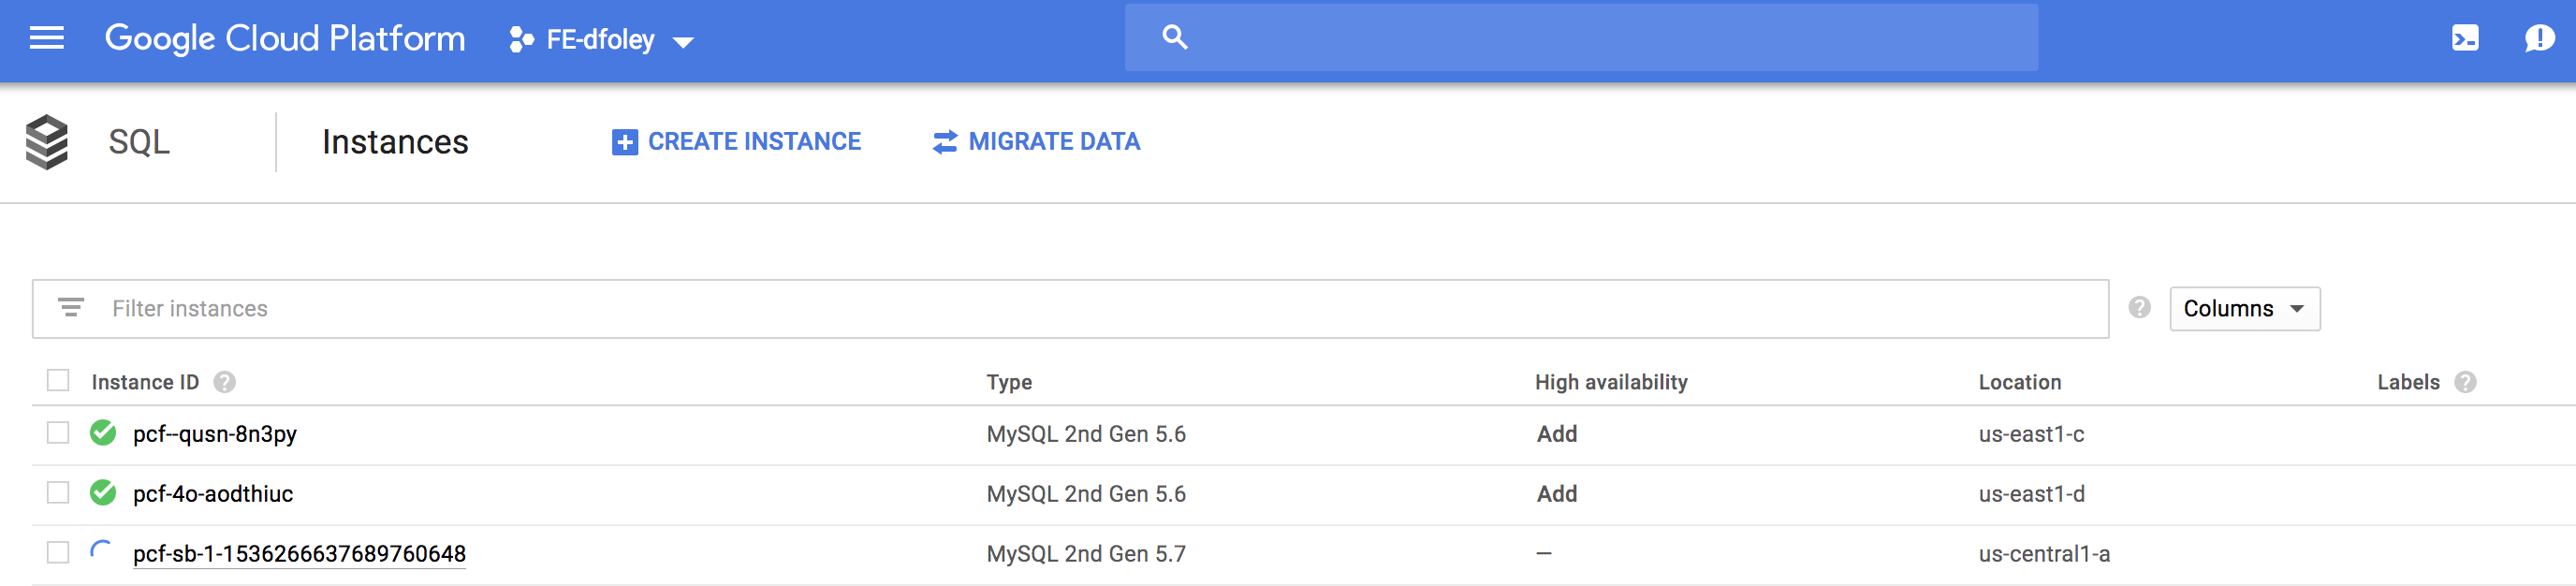 Google Cloud Platform FE-dfoley
SQL Instances CREATE INSTANCE MIGRATE DATA
Filter instances Columns
Instance ID Type High availability Location Labels
pcf--qusn-8n3py MySQL 2nd Gen 5.6 Add us-east1-c
pcf-4o-aodthiuc MySQL 2nd Gen 5.6 Add us-east1-d
pcf-sb-1-1536266637689760648 MySQL 2nd Gen 5.7 — us-central1-a